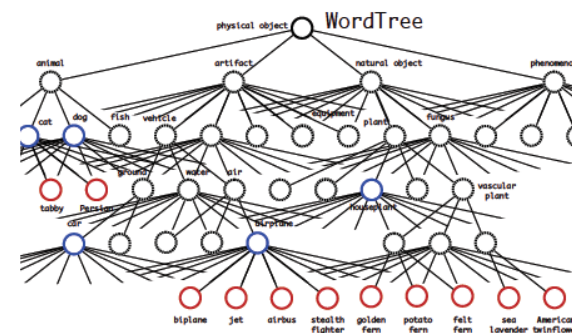 physical object WordTree
animal artifact natural object phenomenon
cat dog fish vehicle equipment plant fungus
ground water air
tabby Persian vascular
plant
car airplane houseplant
biplane jet airbus stealth golden potato felt sea American
fighter fern fern fern lavender twinflower